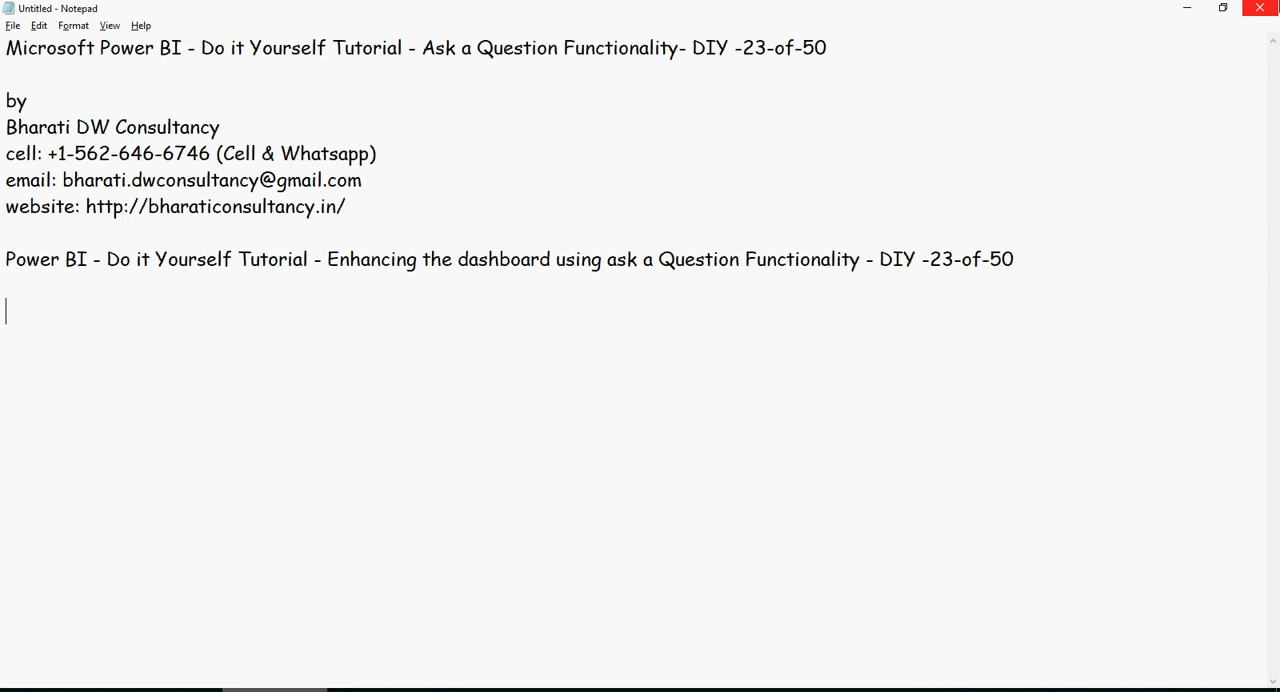 Untitled - Notepad
File Edit Format View Help
Microsoft Power BI - Do it Yourself Tutorial - Ask a Question Functionality- DIY -23-of-50
by
Bharati DW Consultancy
cell: +1-562-646-6746 (Cell & Whatsapp)
email: bharati.dwconsultancy@gmail.com
website: http://bharaticonsultancy.in/
Power BI - Do it Yourself Tutorial - Enhancing the dashboard using ask a Question Functionality - DIY -23-of-50